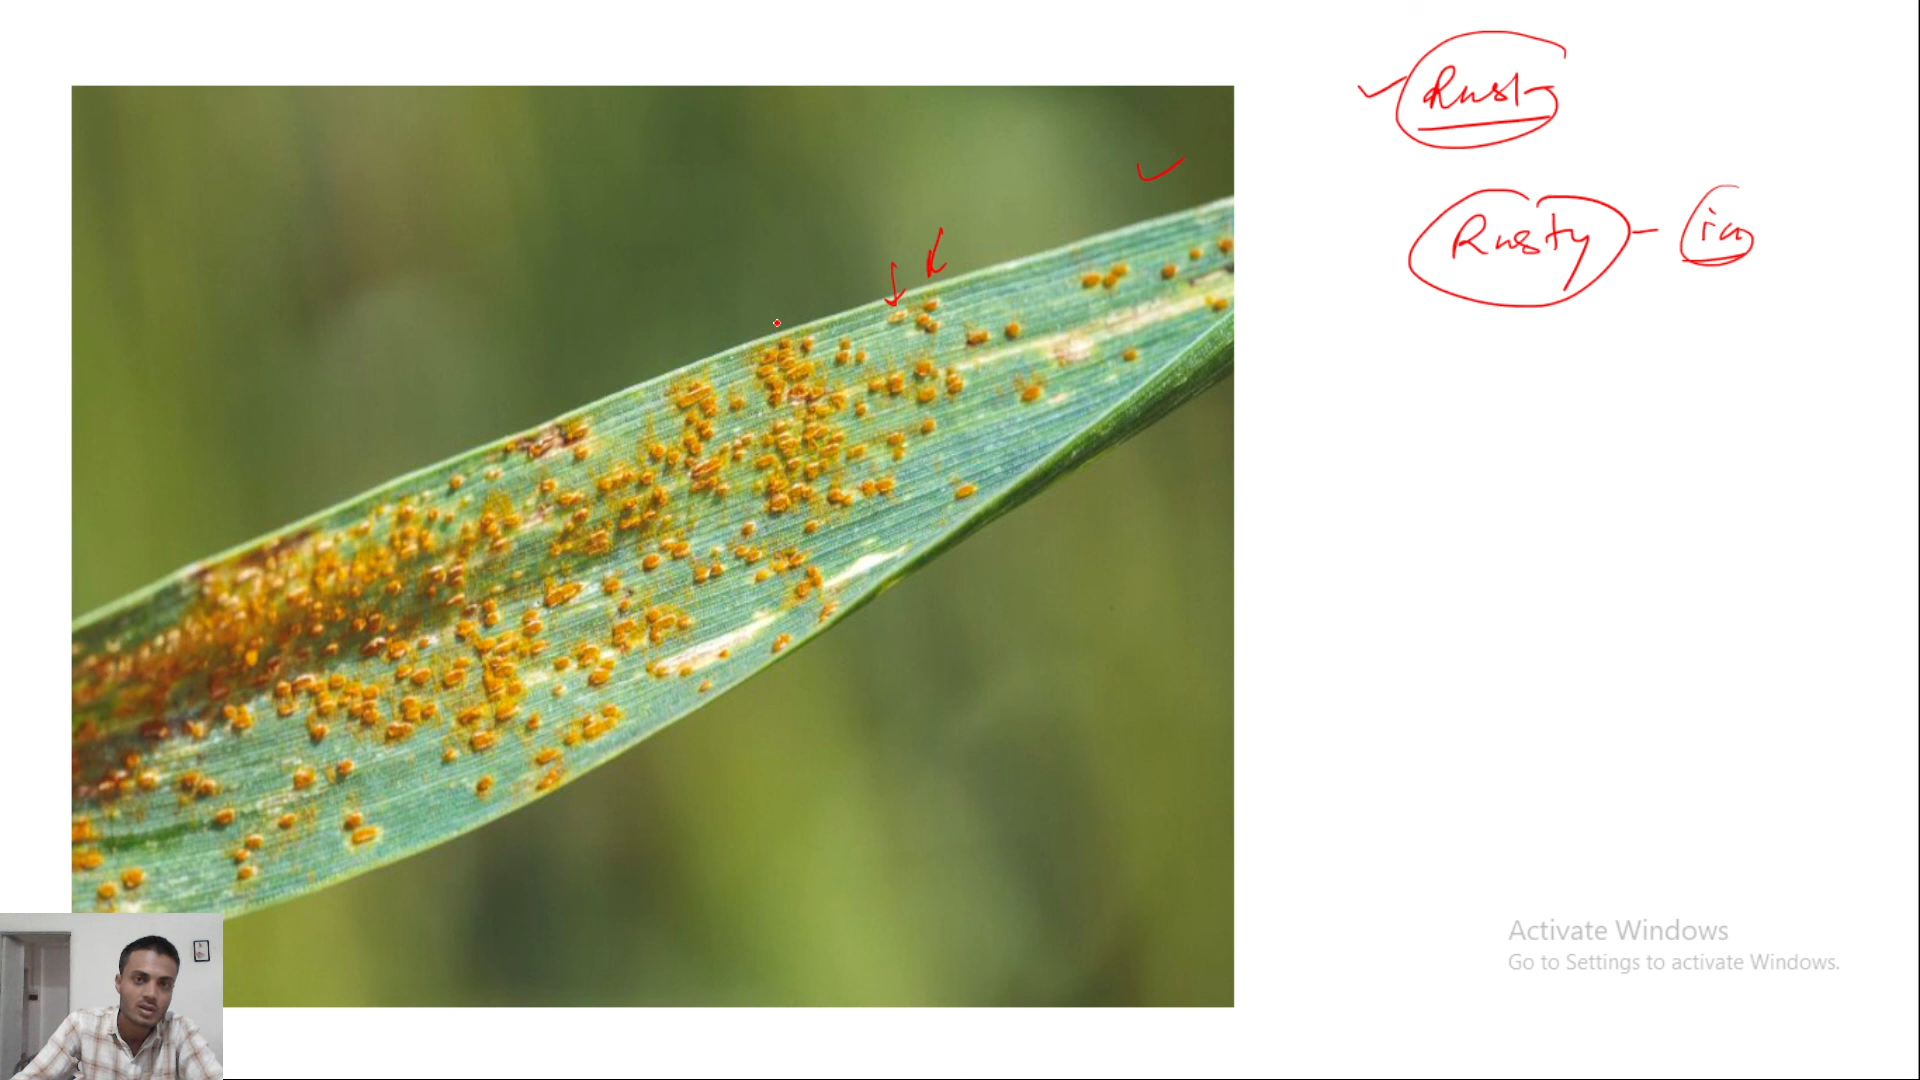 Rust
Rusty -
Activate Windows
Go to Settings to activate Windows.